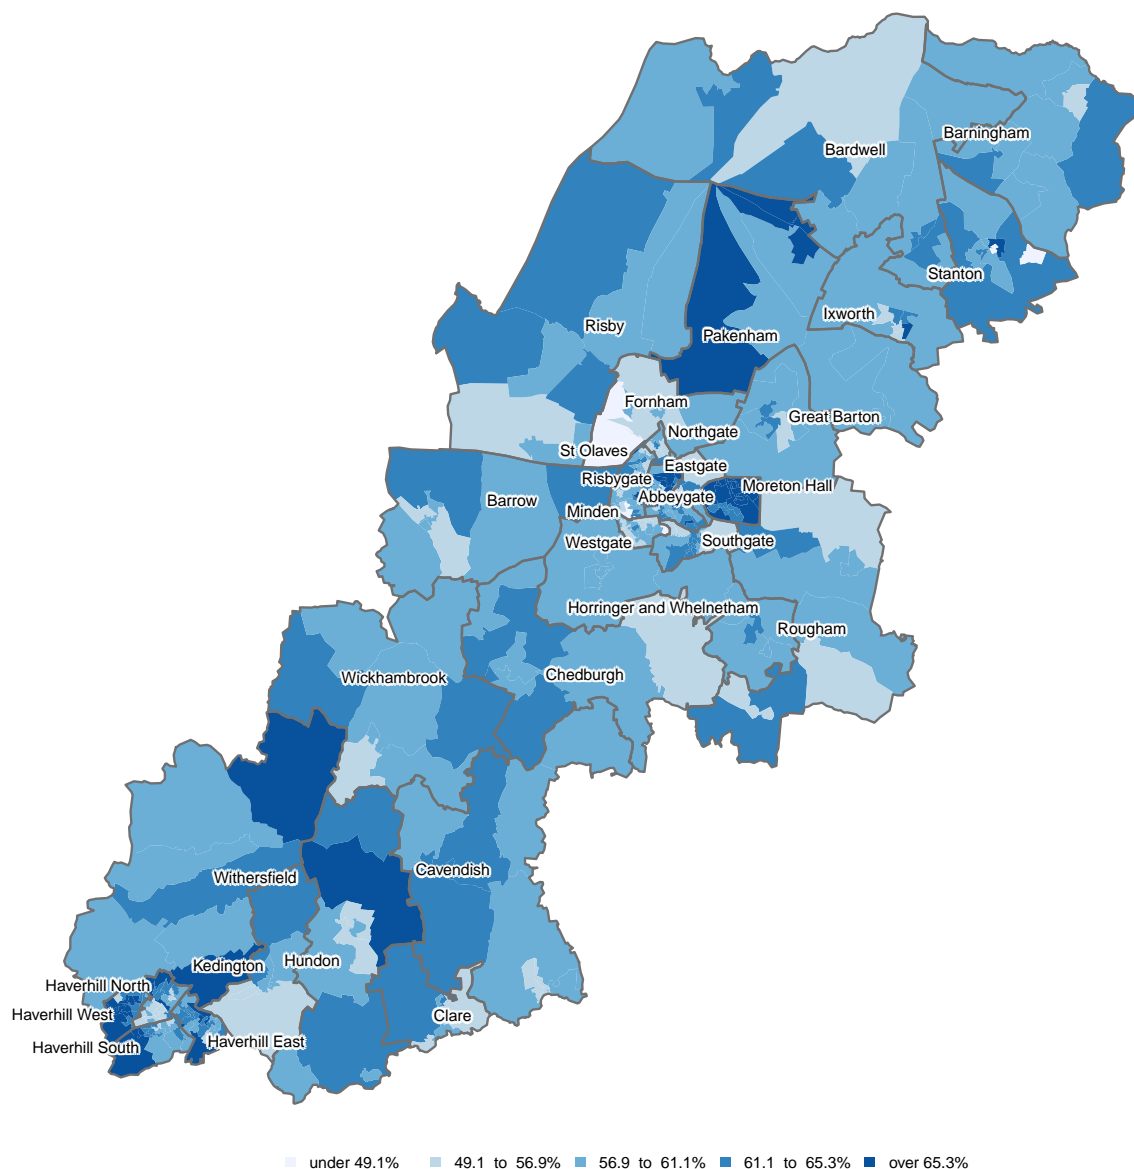 Barningham
Bardwell
Stanton
Ixworth
Risby
Pakenham
Fornham
Great Barton
Northgate
St Olaves
Eastgate
Risbygate
Moreton Hall
Abbeygate
Barrow
Minden
Westgate
Southgate
Horringer and Whelnetham
Rougham
Wickhambrook
Chedburgh
Cavendish
Withersfield
Hundon
Kedington
Haverhill North
Haverhill West
Clare
Haverhill South
Haverhill East
under 49.1% 49.1 to 56.9% 56.9 to 61.1% 61.1 to 65.3% over 65.3%